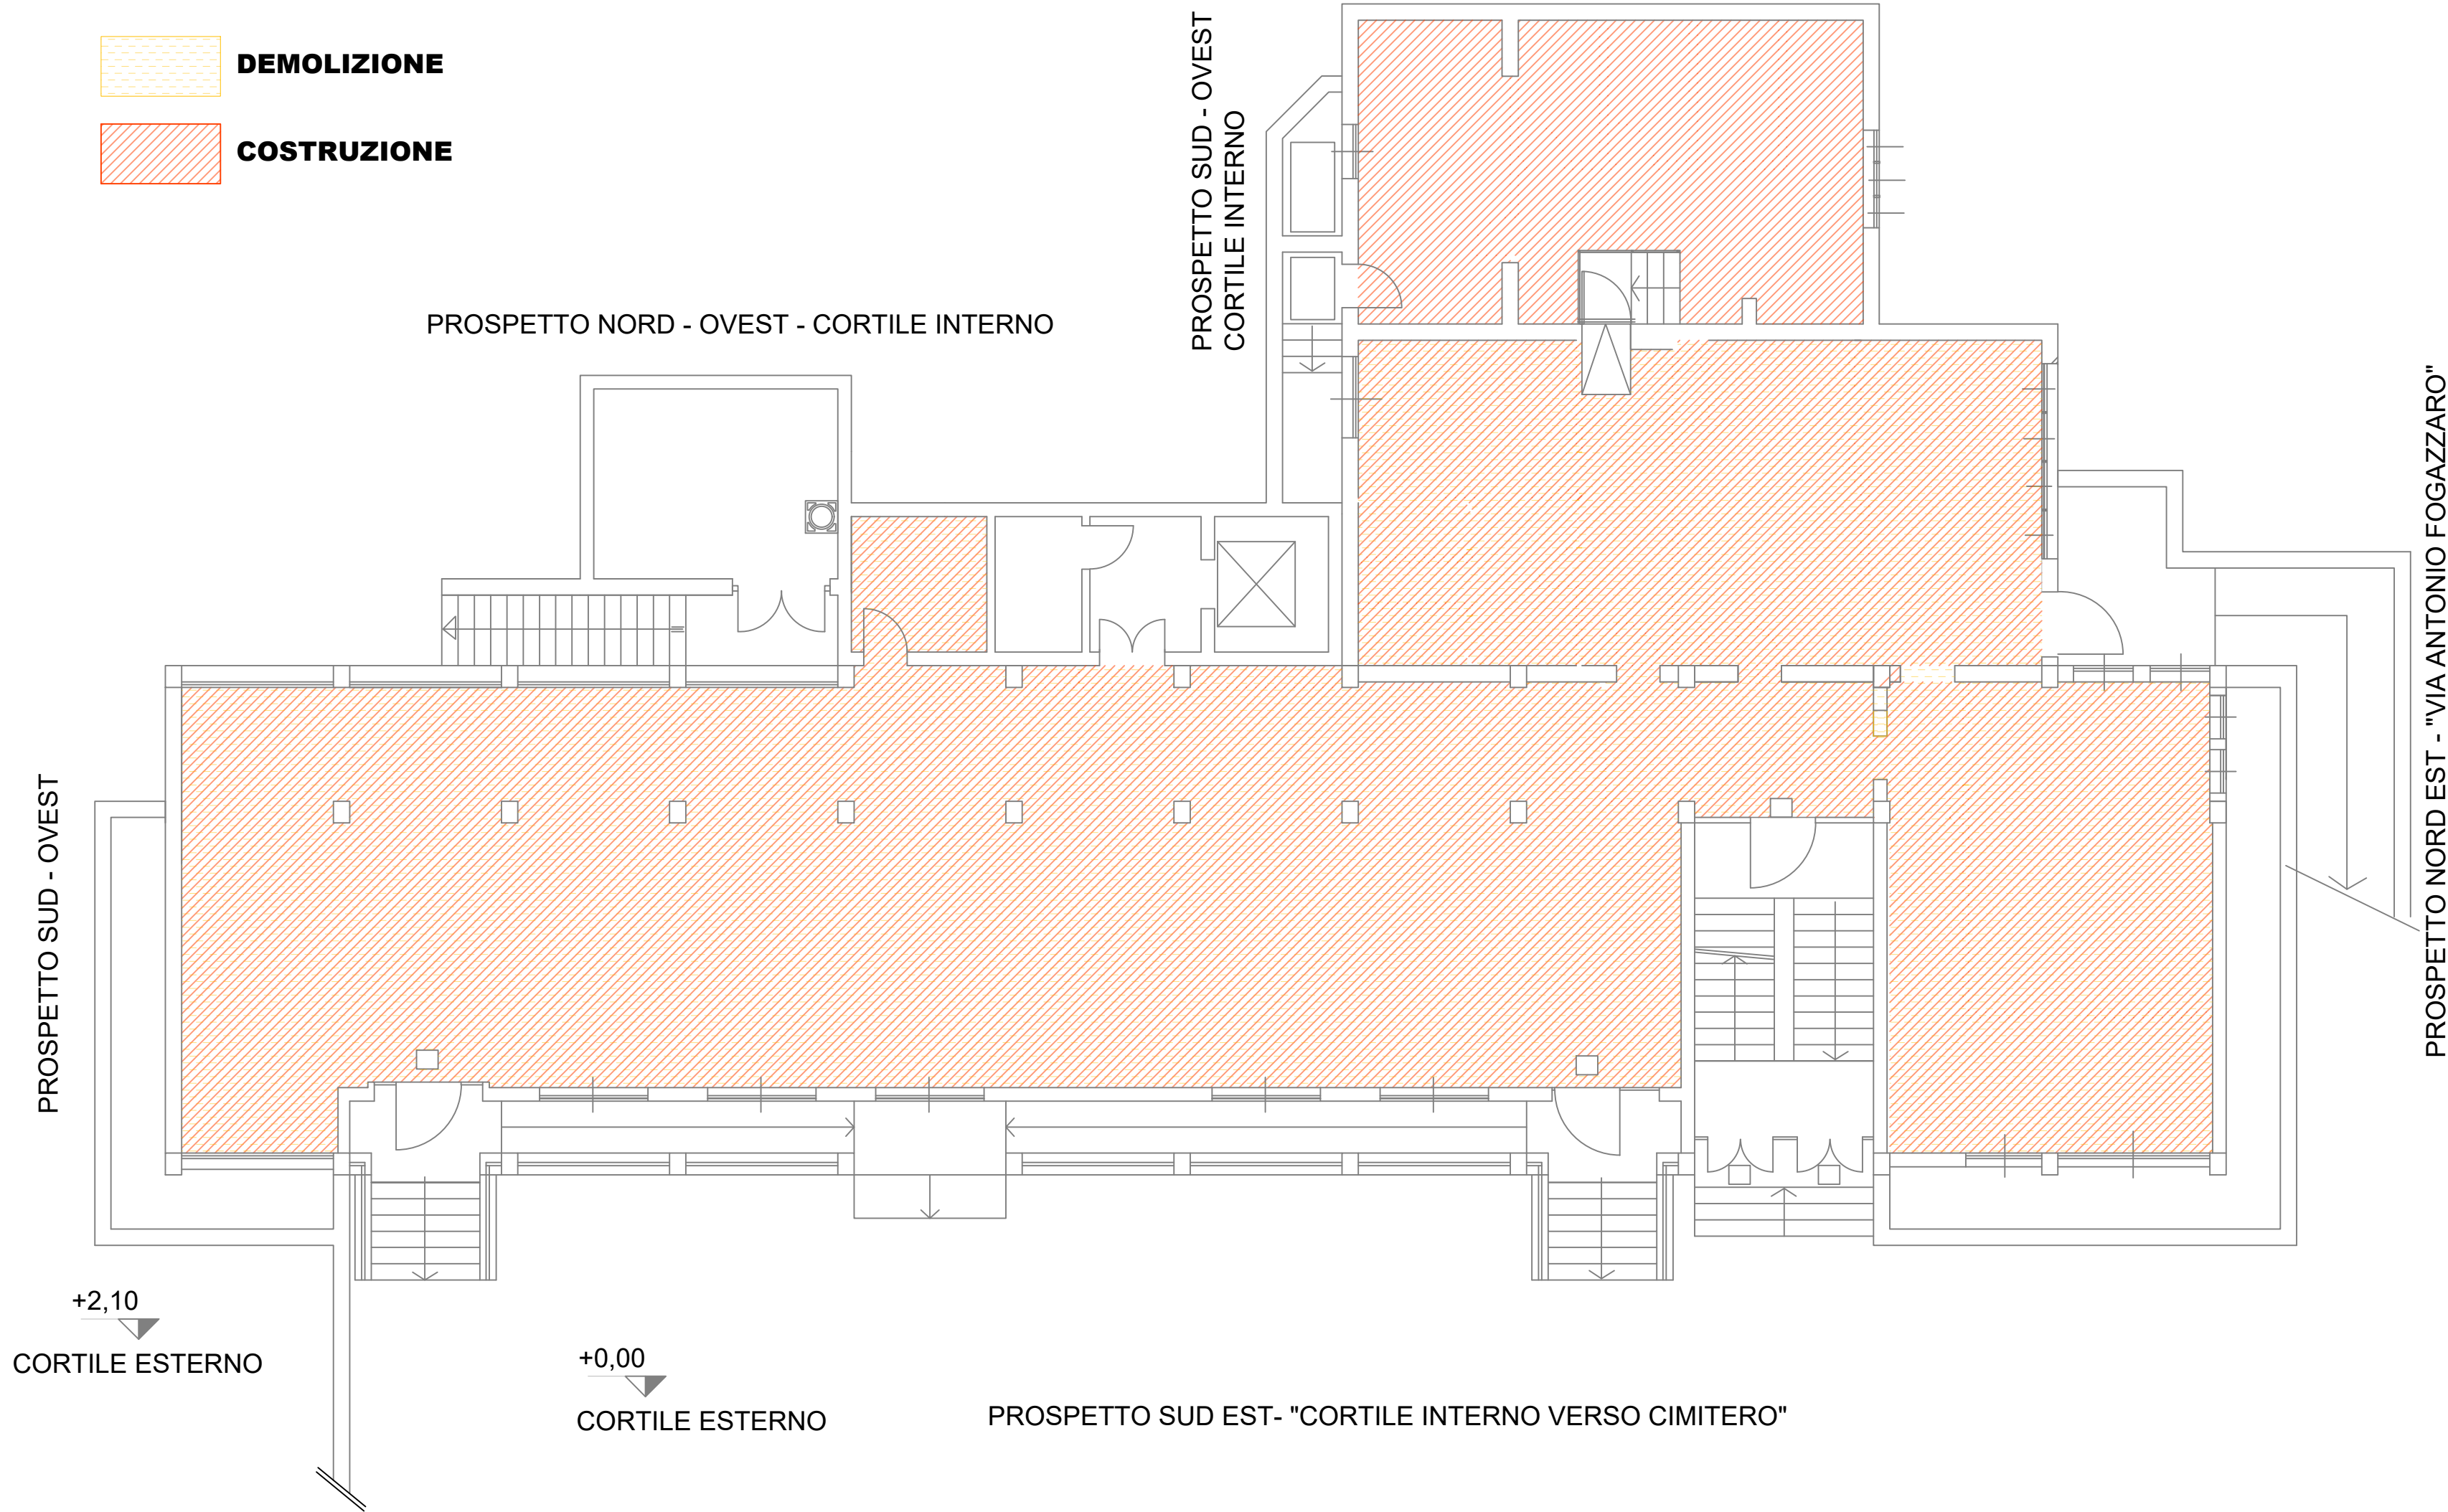 DEMOLIZIONE
COSTRUZIONE
PROSPETTO SUD - OVEST
CORTILE INTERNO
PROSPETTO NORD - OVEST - CORTILE INTERNO
PROSPETTO NORD EST - "VIA ANTONIO FOGAZZARO"
PROSPETTO SUD - OVEST
+2,10
CORTILE ESTERNO
+0,00
CORTILE ESTERNO
PROSPETTO SUD EST- "CORTILE INTERNO VERSO CIMITERO"